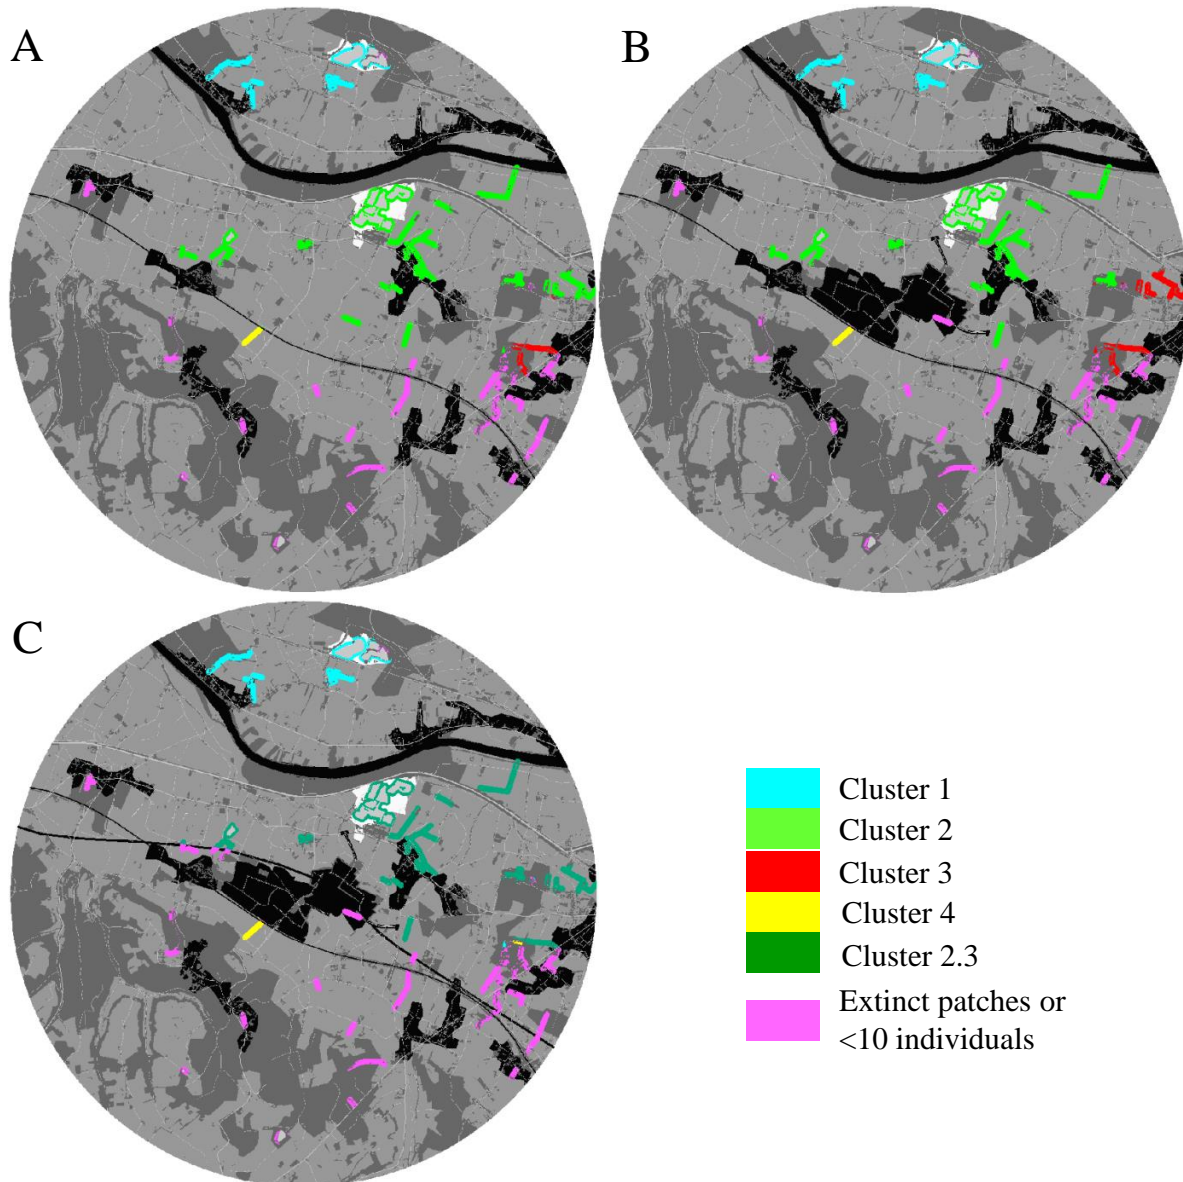 A
B
C
Cluster 1
Cluster 2
Cluster 3
Cluster 4
Cluster 2.3
Extinct patches or
<10 individuals